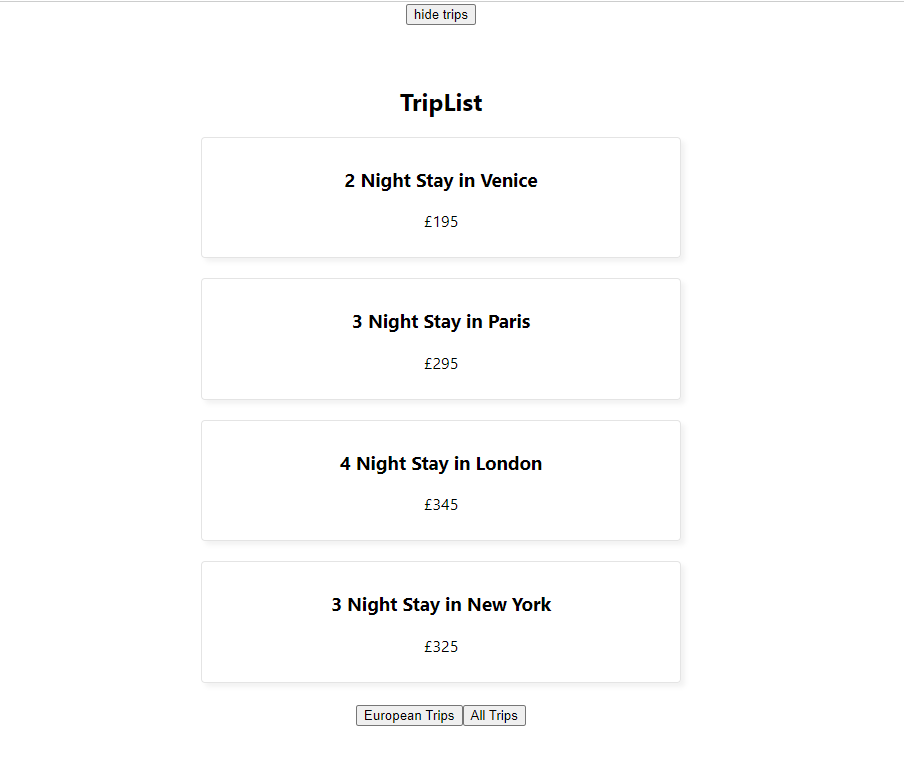 hide trips
TripList
2 Night Stay in Venice
£195
3 Night Stay in Paris
£295
4 Night Stay in London
£345
3 Night Stay in New York
£325
European Trips All Trips